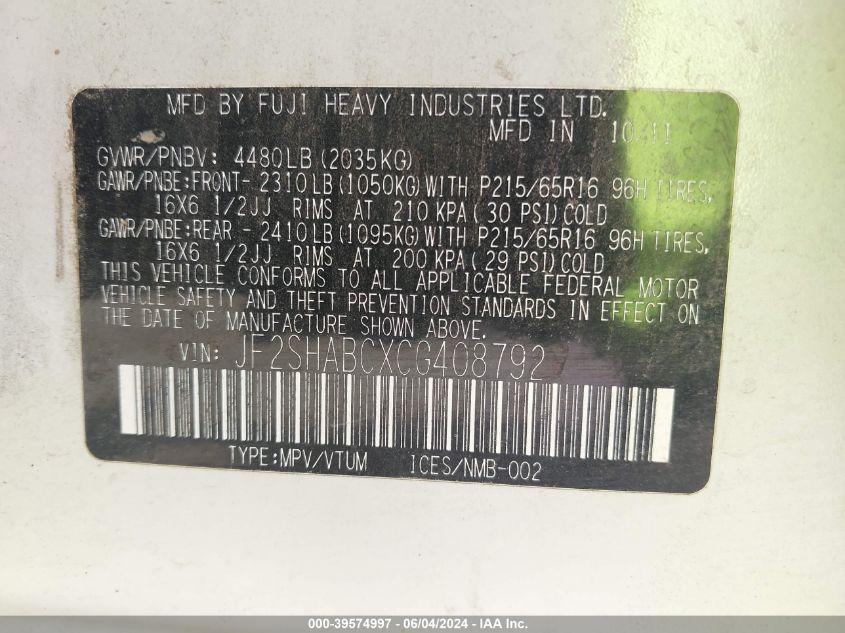 MFD BY FUJI HEAVY INDUSTRIES LTD.
MFD IN 10/11
GVWR/PNBV: 4480LB(2035KG)
GAWR/PNBE:FRONT- 2310LB(1050KG)WITH P215/65R16 96H TIRES,
16X6 1/2JJ RIMS AT 210 KPA(30 PSI)COLD
GAWR/PNBE:REAR - 2410LB(1095KG)WITH P215/65R16 96H TIRES,
16X6 1/2JJ RIMS AT 200 KPA(29 PSI)COLD
THIS VEHICLE CONFORMS TO ALL APPLICABLE FEDERAL MOTOR
VEHICLE SAFETY AND THEFT PREVENTION STANDARDS IN EFFECT ON
THE DATE OF MANUFACTURE SHOWN ABOVE.
VIN: JF2SHABCXCG408792
TYPE:MPV/VTUM ICES/NMB-002
000-39574997 - 06/04/2024 - IAA Inc.